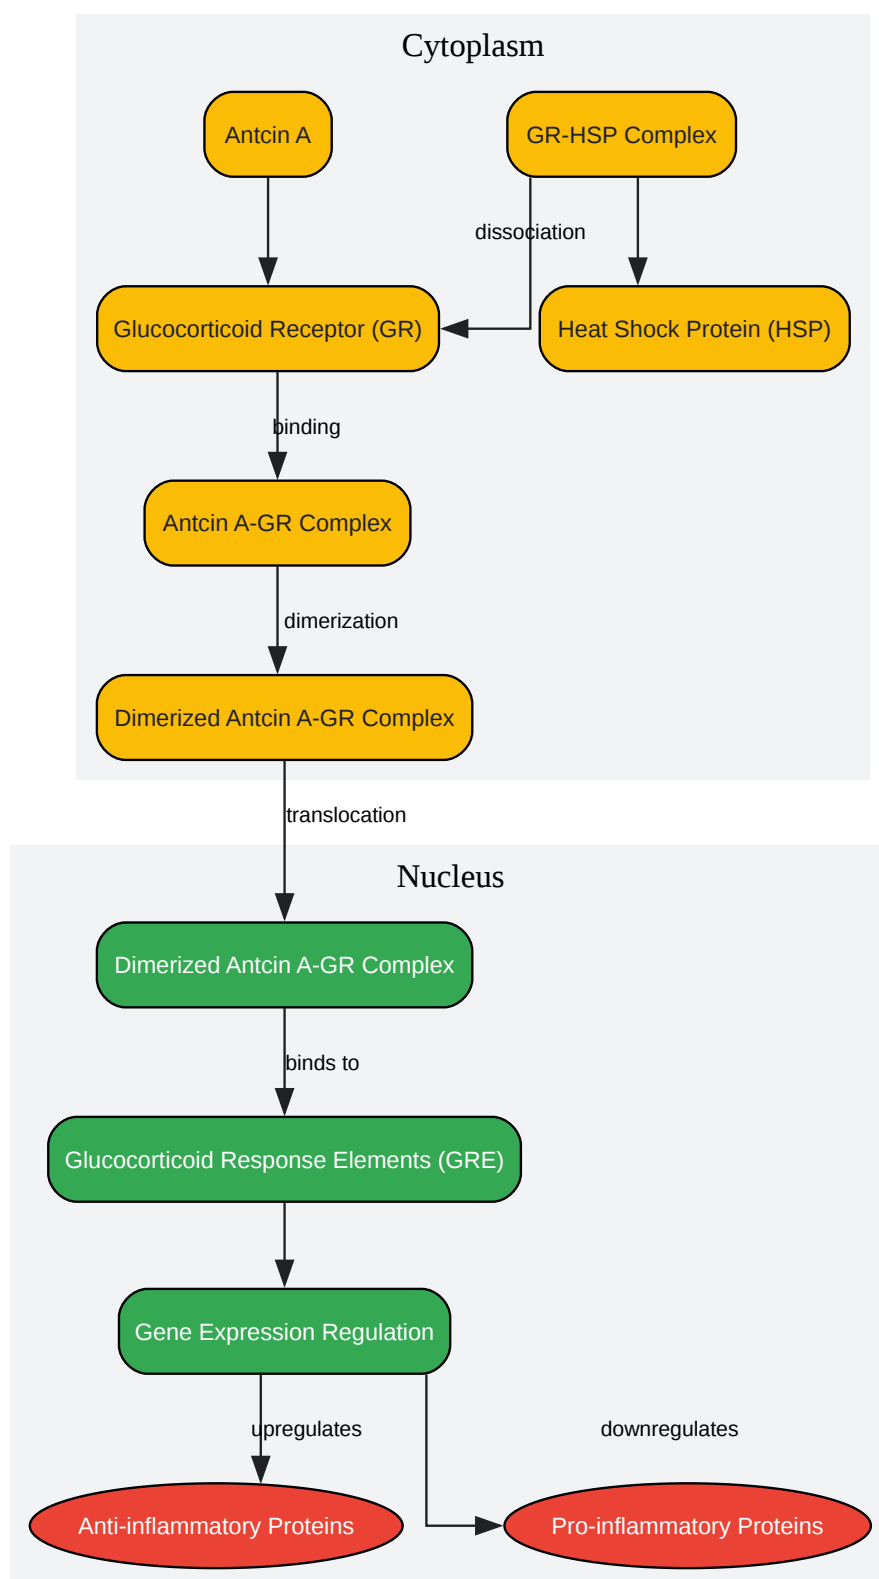 Cytoplasm
Antcin A
GR-HSP Complex
dissociation
Glucocorticoid Receptor (GR)
Heat Shock Protein (HSP)
binding
Antcin A-GR Complex
dimerization
Dimerized Antcin A-GR Complex
translocation
Nucleus
Dimerized Antcin A-GR Complex
binds to
Glucocorticoid Response Elements (GRE)
Gene Expression Regulation
upregulates
downregulates
Anti-inflammatory Proteins
Pro-inflammatory Proteins